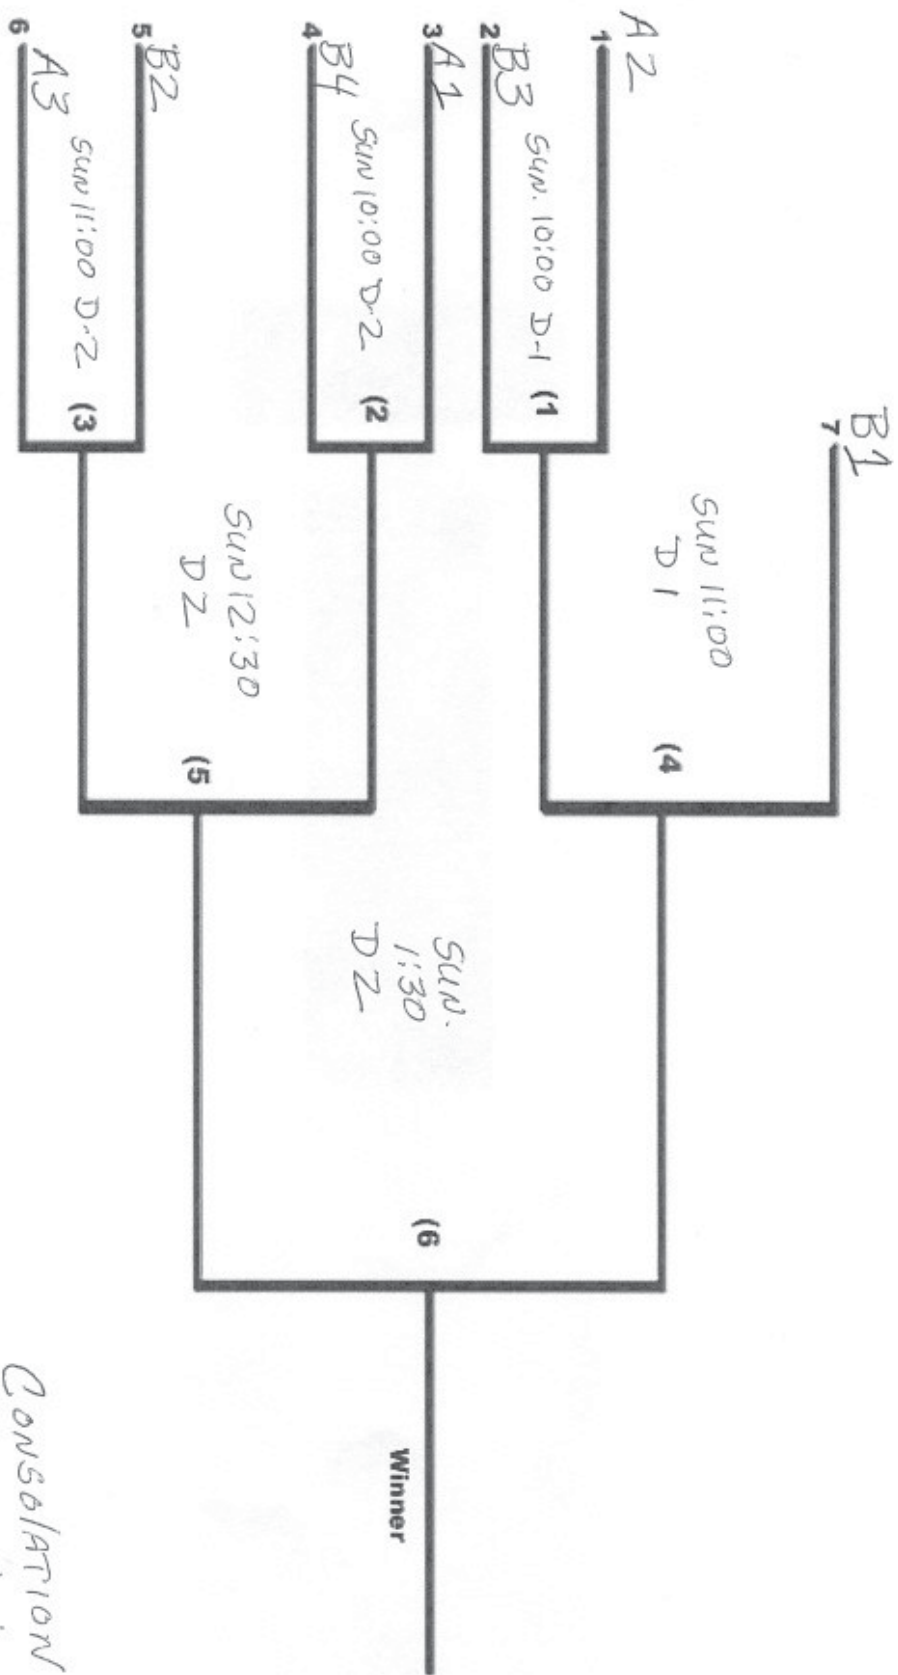 B1
7
A2
1
SUN. 10:00 D-1
(1
B3
2
SUN 11:00
D 1
(4
A1
3
SUN 10:00 D-2
(2
B4
4
SUN 12:30
D2
(5
B2
5
SUN 11:00 D-2
(3
A3
6
SUN.
1:30
D2
(6
Winner
CONSOlATION